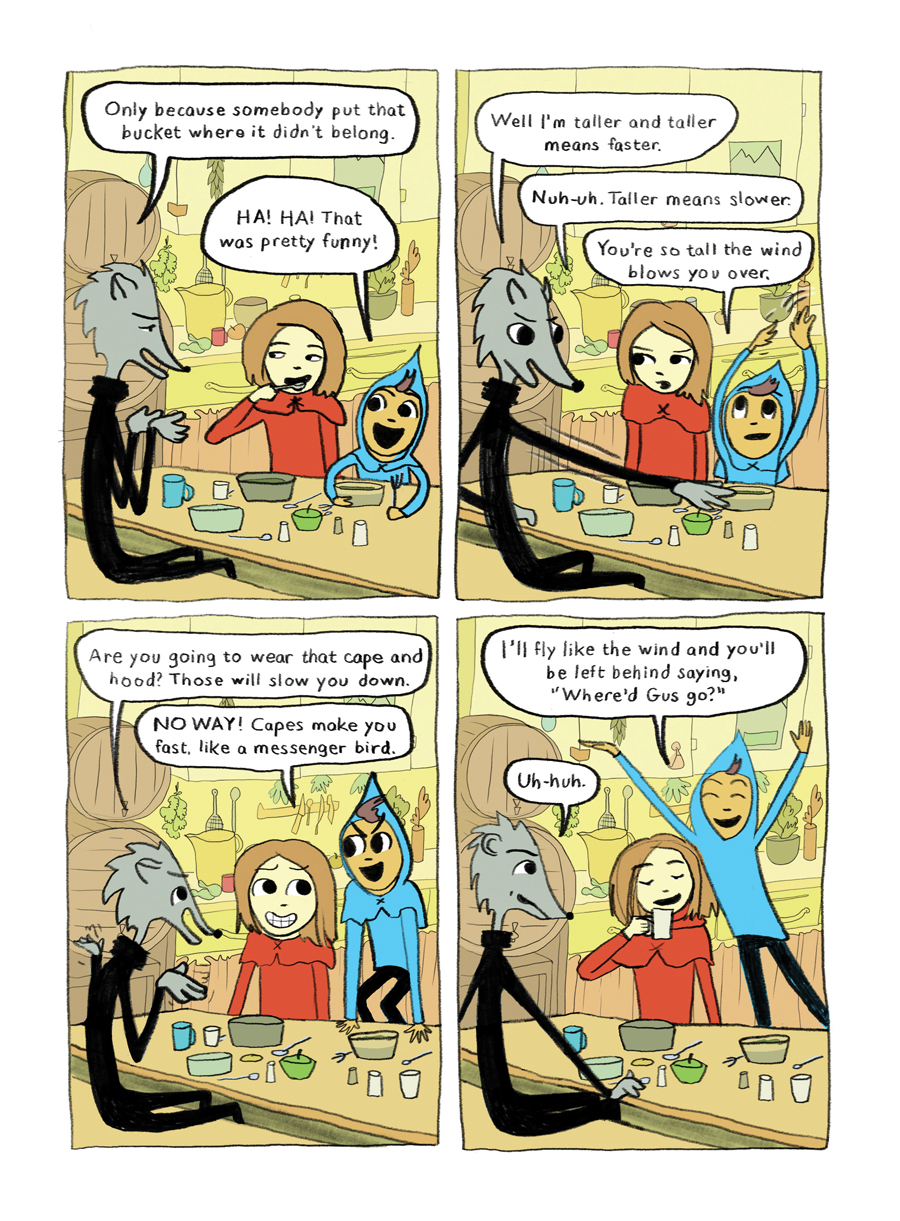 Only because somebody put that
bucket where it didn't belong.
HA! HA! That
was pretty funny!
Well I'm taller and taller
means faster.
Nuh-uh. Taller means slower.
You're so tall the wind
blows you over.
Are you going to wear that cape and
hood? Those will slow you down.
NO WAY! Capes make you
fast, like a messenger bird.
I'll fly like the wind and you'll
be left behind saying,
"Where'd Gus go?"
Uh-huh.